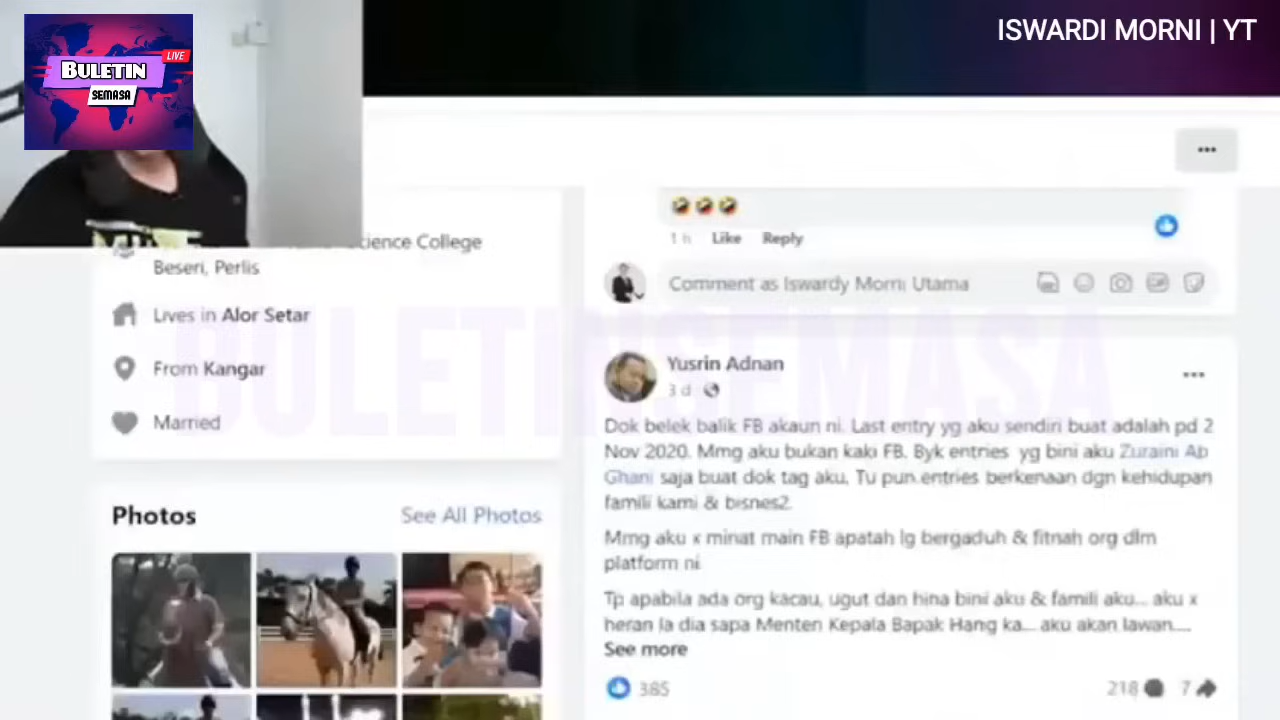 ISWARDI MORNI | YT
LIVE
BULETIN
SEMASA
Science College
Beseri, Perlis
Lives in Alor Setar
From Kangar
Married
Photos
See All Photos
1 h Like Reply
Comment as Iswardy Morni Utama
BULETINSEMASA
Yusrin Adnan
3 d
Dok belek balik FB akaun ni. Last entry yg aku sendiri buat adalah pd 2
Nov 2020. Mmg aku bukan kaki FB. Byk entries yg bini aku Zuraini Ab
Ghani saja buat dok tag aku. Tu pun entries berkenaan dgn kehidupan
famili kami & bisnes2.
Mmg aku x minat main FB apatah lg bergaduh & fitnah org dlm
platform ni.
Tp apabila ada org kacau, ugut dan hina bini aku & famili aku... aku x
heran la dia sapa Menteri Kepala Bapak Hang ka... aku akan lawan....
See more
385
218
7